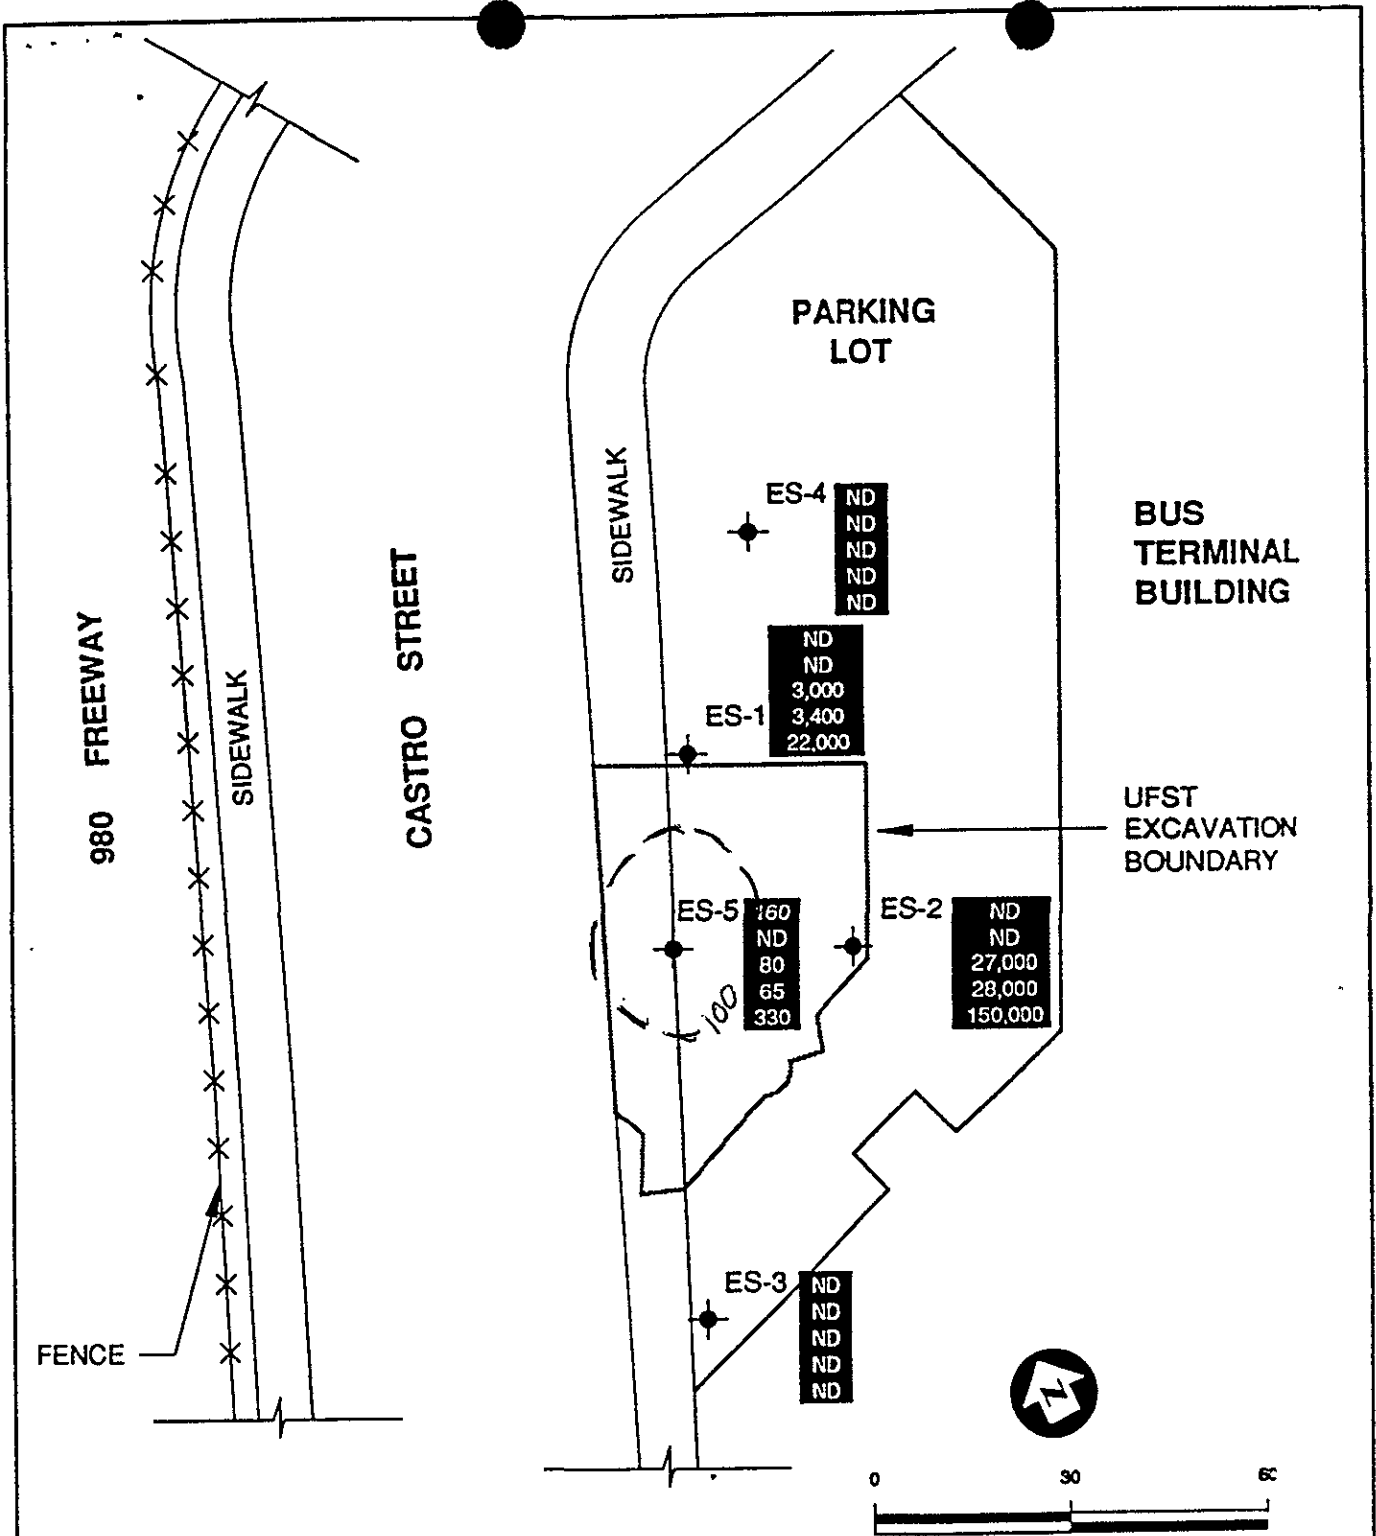 PARKING
LOT
SIDEWALK
ES-4
ND
ND
ND
ND
ND
BUS
TERMINAL
BUILDING
980 FREEWAY
SIDEWALK
CASTRO STREET
ES-1
ND
ND
3,000
3,400
22,000
UFST
EXCAVATION
BOUNDARY
ES-5
160
ND
80
65
330
100
ES-2
ND
ND
27,000
28,000
150,000
ES-3
ND
ND
ND
ND
ND
FENCE
Z
0 30 60